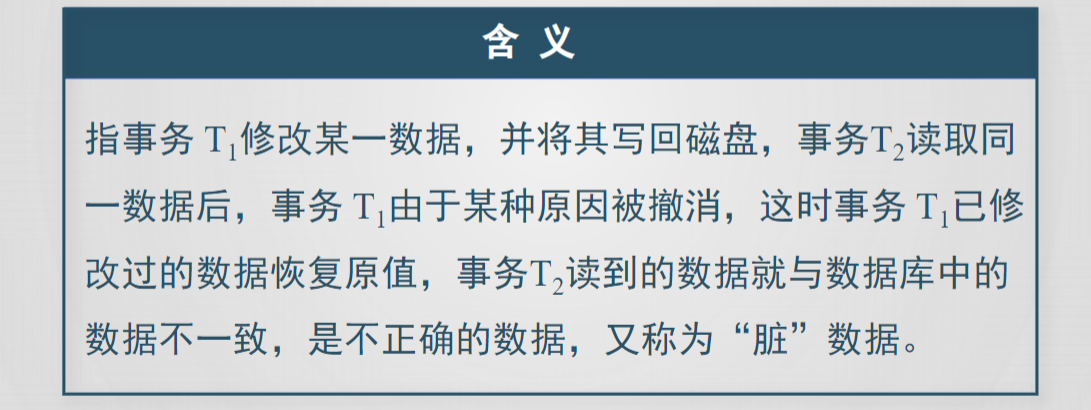 含 义
指事务 T₁修改某一数据，并将其写回磁盘，事务T₂读取同
一数据后，事务 T₁由于某种原因被撤消，这时事务 T₁已修
改过的数据恢复原值，事务T₂读到的数据就与数据库中的
数据不一致，是不正确的数据，又称为“脏”数据。